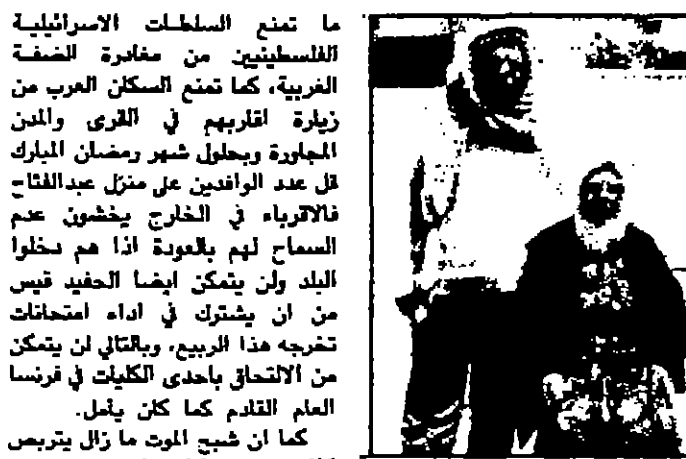 ما تمنع السلطات الاسرائيلية
الفلسطينيين من مغادرة الضفة
الغربية، كما تمنع السكان العرب من
زيارة اقاربهم في القرى والمدن
المجاورة وبحلول شهر رمضان المبارك
قل عدد الوافدين على منزل عبدالفتاح
فالاقرباء في الخارج يخشون عدم
السماح لهم بالعودة اذا هم دخلوا
البلد ولن يتمكن ايضا الحفيد قيس
من ان يشترك في اداء امتحانات
تخرجه هذا الربيع، وبالتالي لن يتمكن
من الالتحاق باحدى الكليات في فرنسا
العام القادم كما كان يأمل.
كما ان شبح الموت ما زال يتربص